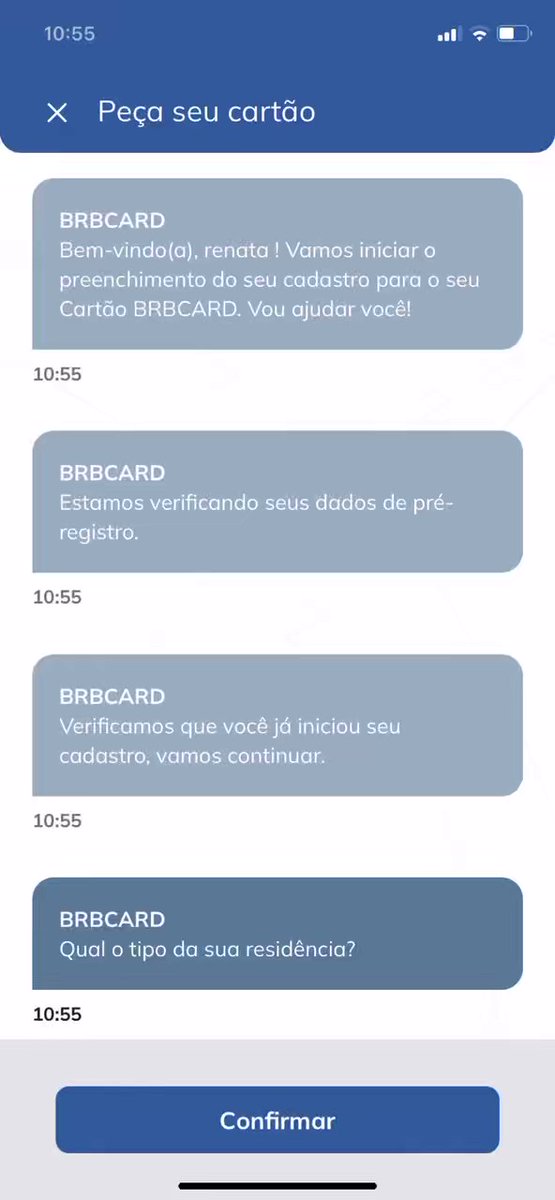 10:55
Peça seu cartão
BRBCARD
Bem-vindo(a), renata ! Vamos iniciar o
preenchimento do seu cadastro para o seu
Cartão BRBCARD. Vou ajudar você!
10:55
BRBCARD
Estamos verificando seus dados de pré-
registro.
10:55
BRBCARD
Verificamos que você já iniciou seu
cadastro, vamos continuar.
10:55
BRBCARD
Qual o tipo da sua residência?
10:55
Confirmar